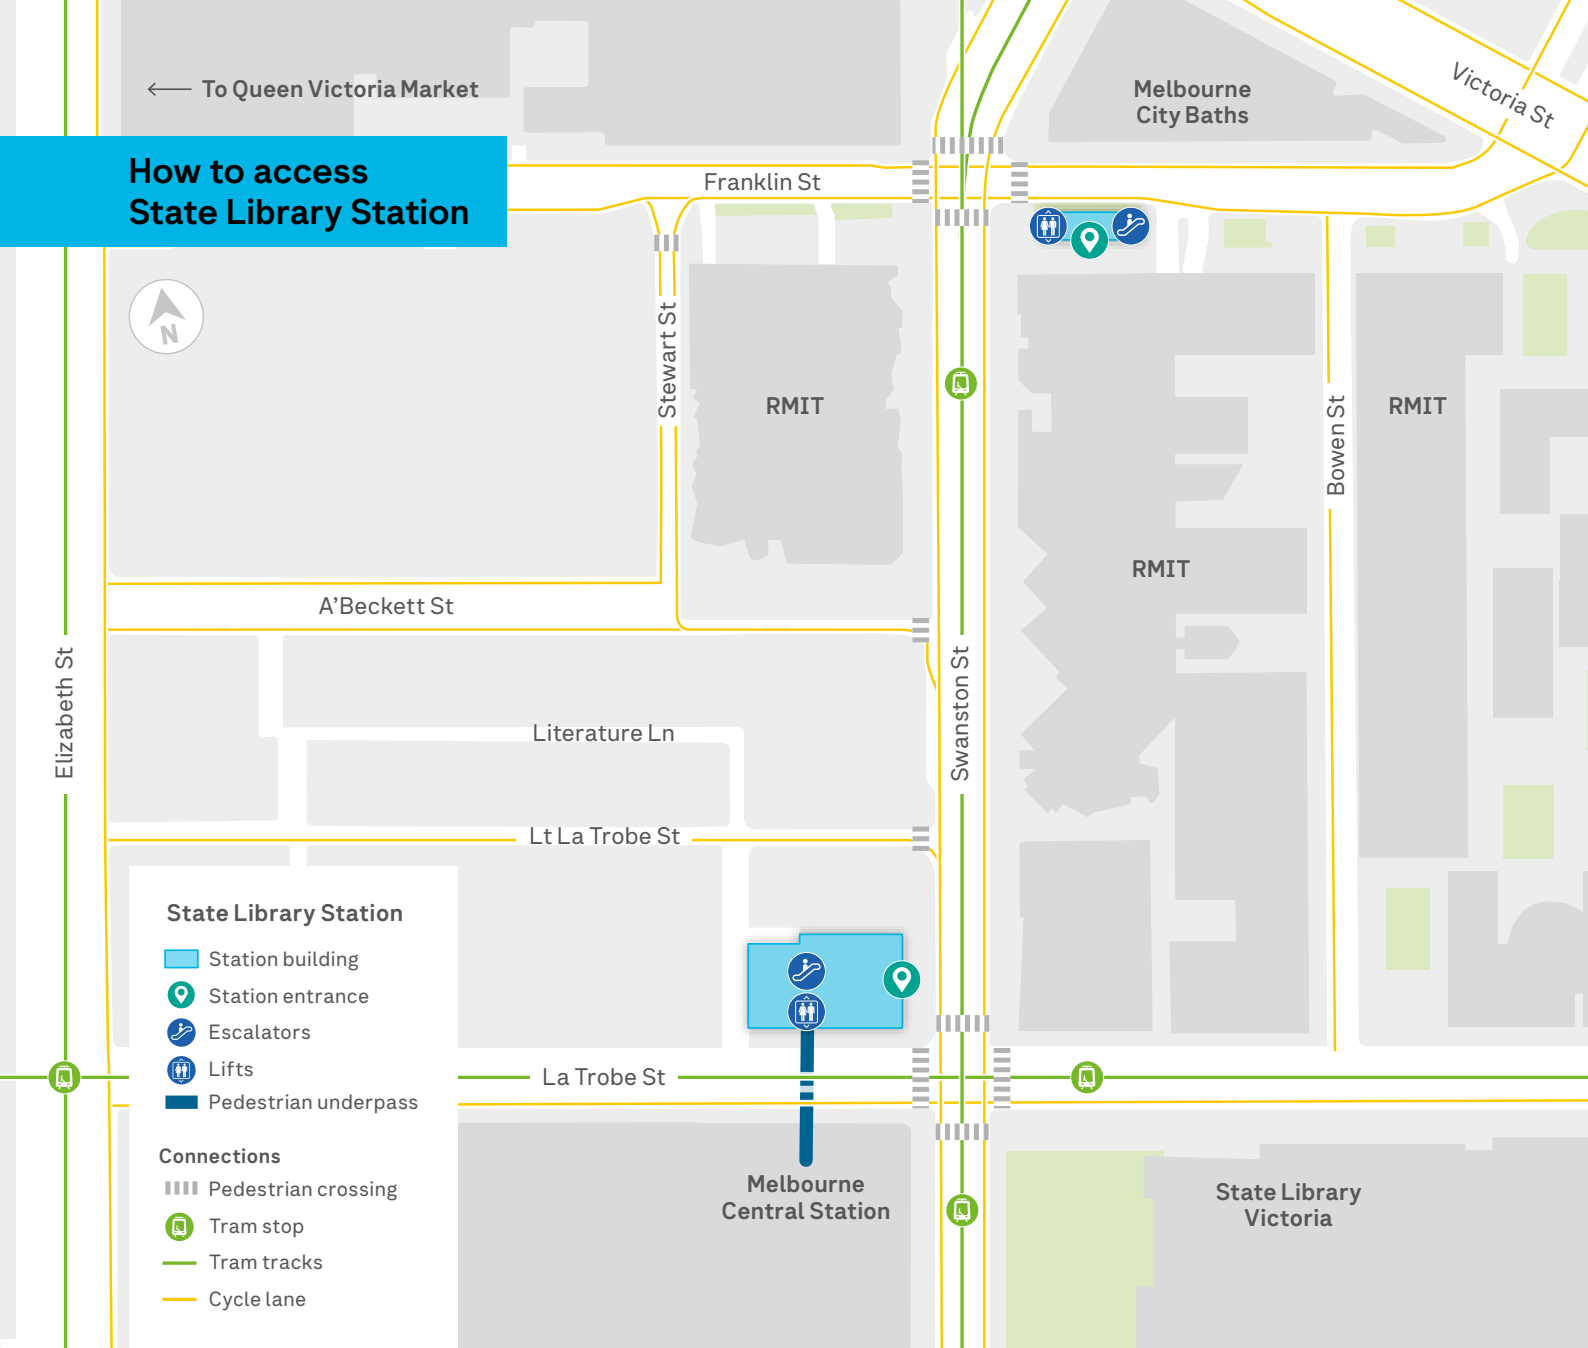 To Queen Victoria Market
Melbourne
City Baths
Victoria St
How to access
State Library Station
Franklin St
N
Stewart St
RMIT
RMIT
Bowen St
RMIT
A'Beckett St
Elizabeth St
Swanston St
Literature Ln
Lt La Trobe St
State Library Station
Station building
Station entrance
Escalators
Lifts
Pedestrian underpass
Connections
Pedestrian crossing
Tram stop
Tram tracks
Cycle lane
La Trobe St
Melbourne
Central Station
State Library
Victoria